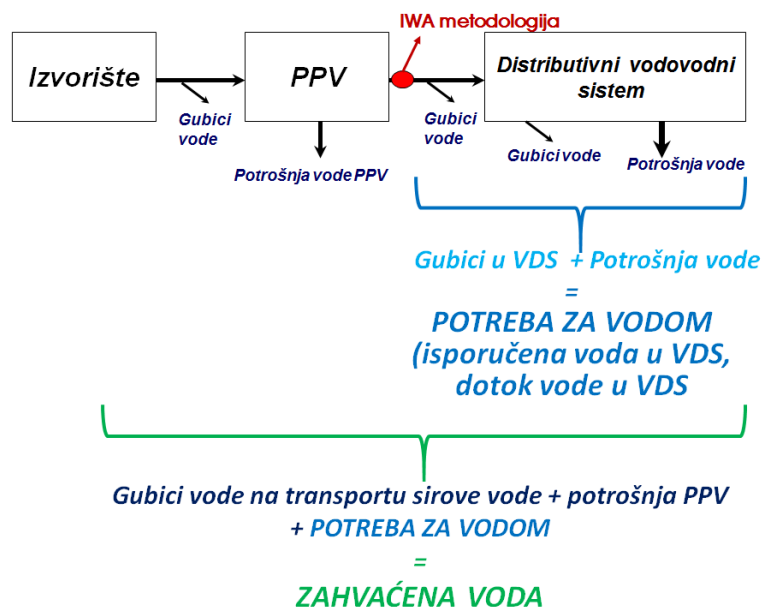 IWA metodologija
Izvorište
PPV
Distributivni vodovodni
sistem
Gubici
vode
Gubici
vode
Gubici vode
Potrošnja vode
Potrošnja vode PPV
Gubici u VDS + Potrošnja vode
=
POTREBA ZA VODOM
(isporučena voda u VDS,
dotok vode u VDS
Gubici vode na transportu sirove vode + potrošnja PPV
+ POTREBA ZA VODOM
=
ZAHVAĆENA VODA